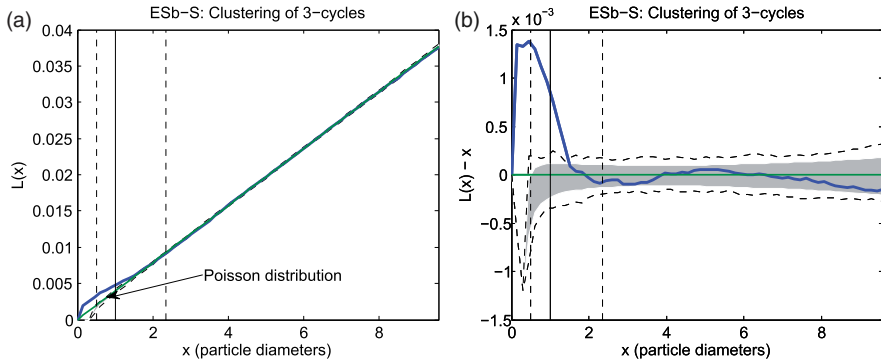 (a)
ESb−S: Clustering of 3−cycles
0.04
0.035
0.03
0.025
0.02
0.015
0.01
0.005
0
L(x)
Poisson distribution
0 2 4 6 8
x (particle diameters)
(b)
ESb−S: Clustering of 3−cycles
x 10⁻³
1.5
1
0.5
0
−0.5
−1
−1.5
L(x) − x
0 2 4 6 8
x (particle diameters)